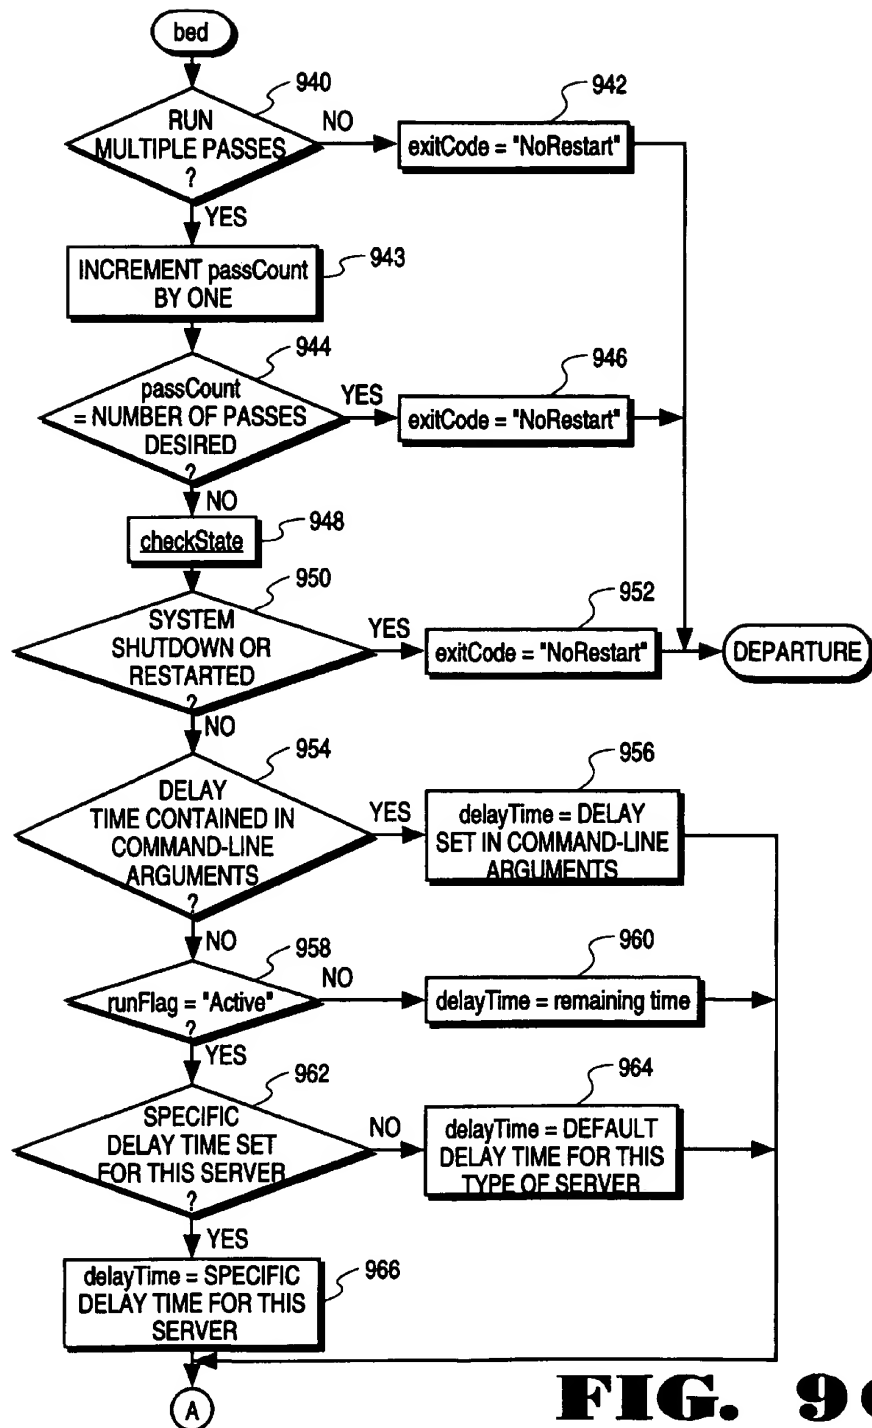 bed
940
RUN
MULTIPLE PASSES
?
NO
942
exitCode = "NoRestart"
YES
INCREMENT passCount
BY ONE
943
944
passCount
= NUMBER OF PASSES
DESIRED
?
YES
946
exitCode = "NoRestart"
NO
checkState
948
950
SYSTEM
SHUTDOWN OR
RESTARTED
?
YES
952
exitCode = "NoRestart"
DEPARTURE
NO
954
DELAY
TIME CONTAINED IN
COMMAND-LINE
ARGUMENTS
?
YES
956
delayTime = DELAY
SET IN COMMAND-LINE
ARGUMENTS
NO
958
runFlag = "Active"
?
NO
960
delayTime = remaining time
YES
962
SPECIFIC
DELAY TIME SET
FOR THIS SERVER
?
NO
964
delayTime = DEFAULT
DELAY TIME FOR THIS
TYPE OF SERVER
YES
delayTime = SPECIFIC
DELAY TIME FOR THIS
SERVER
966
A
FIG. 9